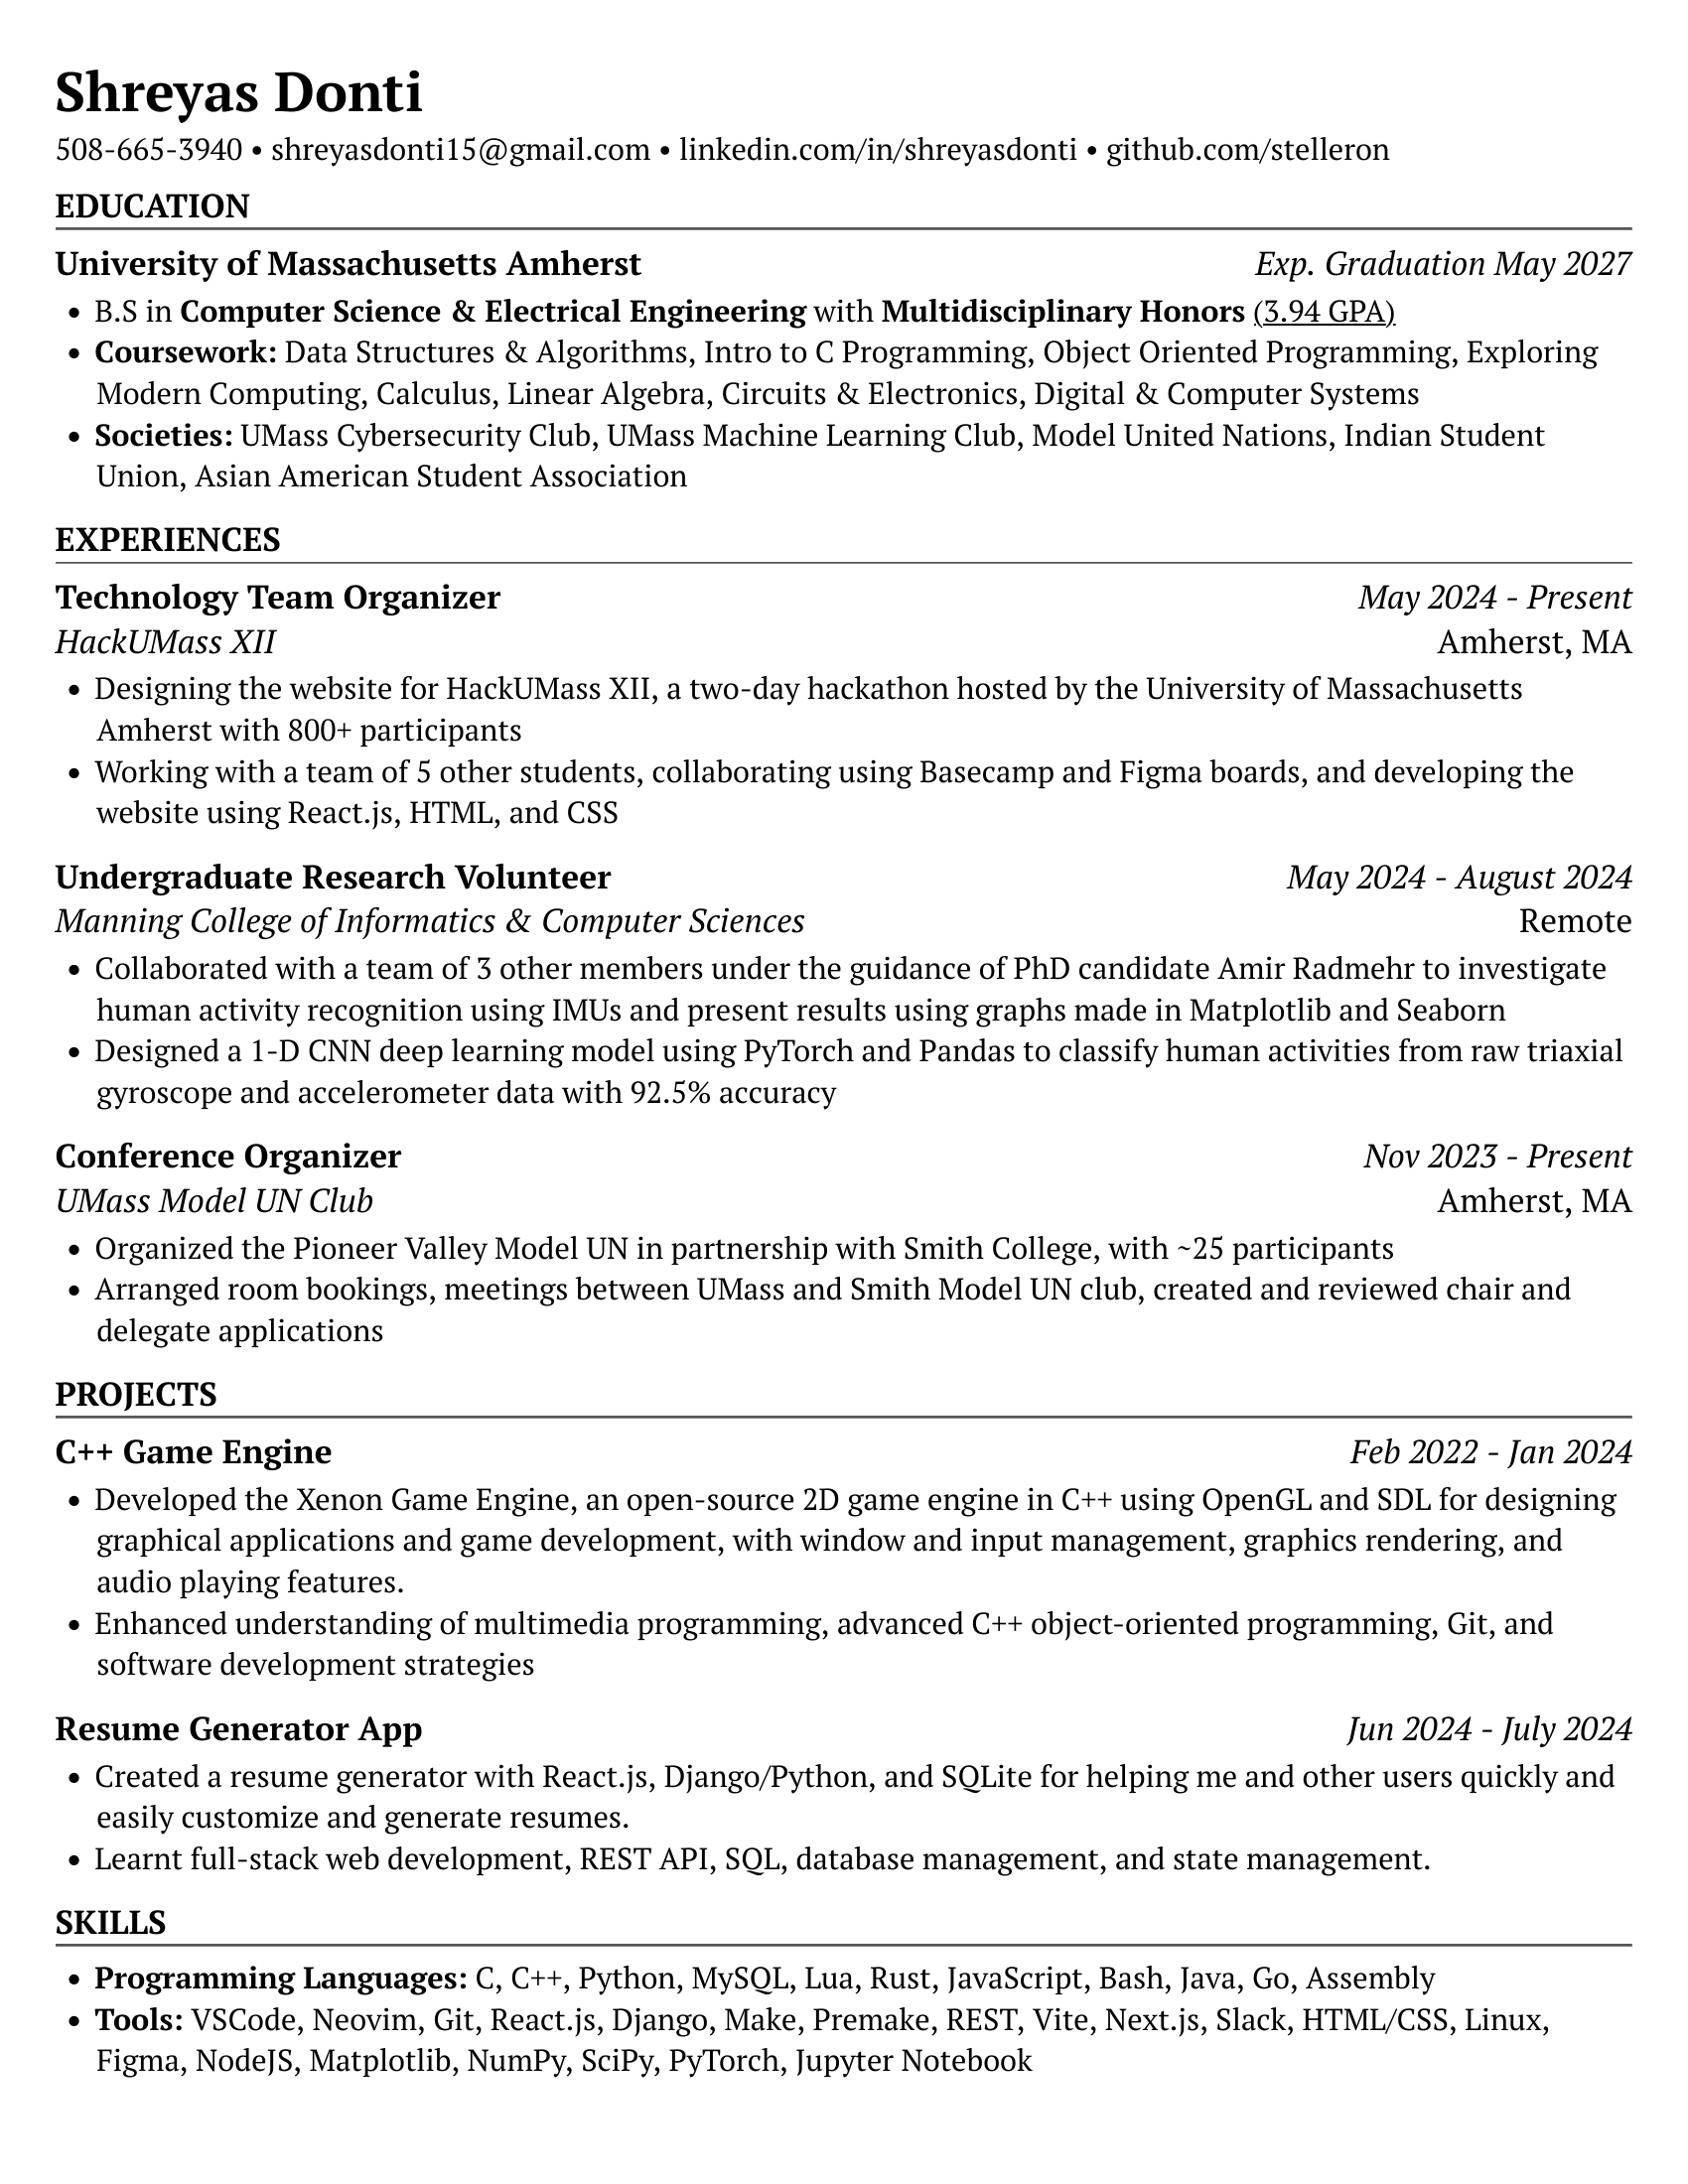 Shreyas Donti
508-665-3940 • shreyasdonti15@gmail.com • linkedin.com/in/shreyasdonti • github.com/stelleron
EDUCATION
University of Massachusetts Amherst Exp. Graduation May 2027
• B.S in Computer Science & Electrical Engineering with Multidisciplinary Honors (3.94 GPA)
• Coursework: Data Structures & Algorithms, Intro to C Programming, Object Oriented Programming, Exploring
Modern Computing, Calculus, Linear Algebra, Circuits & Electronics, Digital & Computer Systems
• Societies: UMass Cybersecurity Club, UMass Machine Learning Club, Model United Nations, Indian Student
Union, Asian American Student Association
EXPERIENCES
Technology Team Organizer May 2024 - Present
HackUMass XII Amherst, MA
• Designing the website for HackUMass XII, a two-day hackathon hosted by the University of Massachusetts
Amherst with 800+ participants
• Working with a team of 5 other students, collaborating using Basecamp and Figma boards, and developing the
website using React.js, HTML, and CSS
Undergraduate Research Volunteer May 2024 - August 2024
Manning College of Informatics & Computer Sciences Remote
• Collaborated with a team of 3 other members under the guidance of PhD candidate Amir Radmehr to investigate
human activity recognition using IMUs and present results using graphs made in Matplotlib and Seaborn
• Designed a 1-D CNN deep learning model using PyTorch and Pandas to classify human activities from raw triaxial
gyroscope and accelerometer data with 92.5% accuracy
Conference Organizer Nov 2023 - Present
UMass Model UN Club Amherst, MA
• Organized the Pioneer Valley Model UN in partnership with Smith College, with ~25 participants
• Arranged room bookings, meetings between UMass and Smith Model UN club, created and reviewed chair and
delegate applications
PROJECTS
C++ Game Engine Feb 2022 - Jan 2024
• Developed the Xenon Game Engine, an open-source 2D game engine in C++ using OpenGL and SDL for designing
graphical applications and game development, with window and input management, graphics rendering, and
audio playing features.
• Enhanced understanding of multimedia programming, advanced C++ object-oriented programming, Git, and
software development strategies
Resume Generator App Jun 2024 - July 2024
• Created a resume generator with React.js, Django/Python, and SQLite for helping me and other users quickly and
easily customize and generate resumes.
• Learnt full-stack web development, REST API, SQL, database management, and state management.
SKILLS
• Programming Languages: C, C++, Python, MySQL, Lua, Rust, JavaScript, Bash, Java, Go, Assembly
• Tools: VSCode, Neovim, Git, React.js, Django, Make, Premake, REST, Vite, Next.js, Slack, HTML/CSS, Linux,
Figma, NodeJS, Matplotlib, NumPy, SciPy, PyTorch, Jupyter Notebook